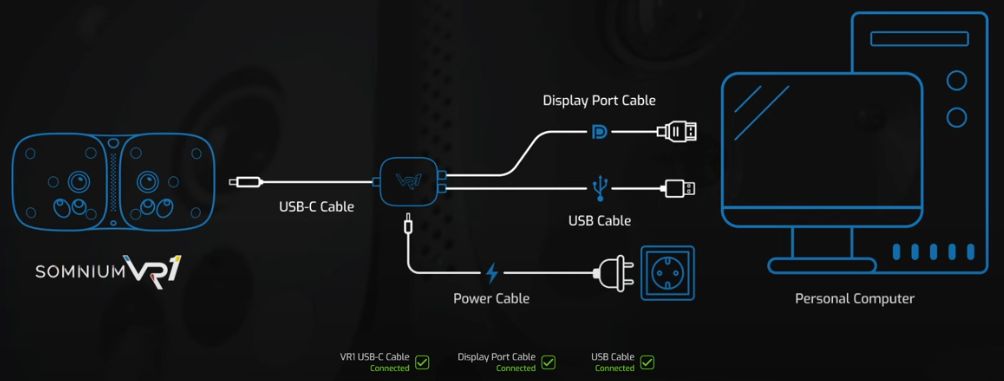 Display Port Cable
USB-C Cable
VR1
USB Cable
SOMNIUM VR1
Power Cable
Personal Computer
VR1 USB-C Cable
Connected
Display Port Cable
Connected
USB Cable
Connected